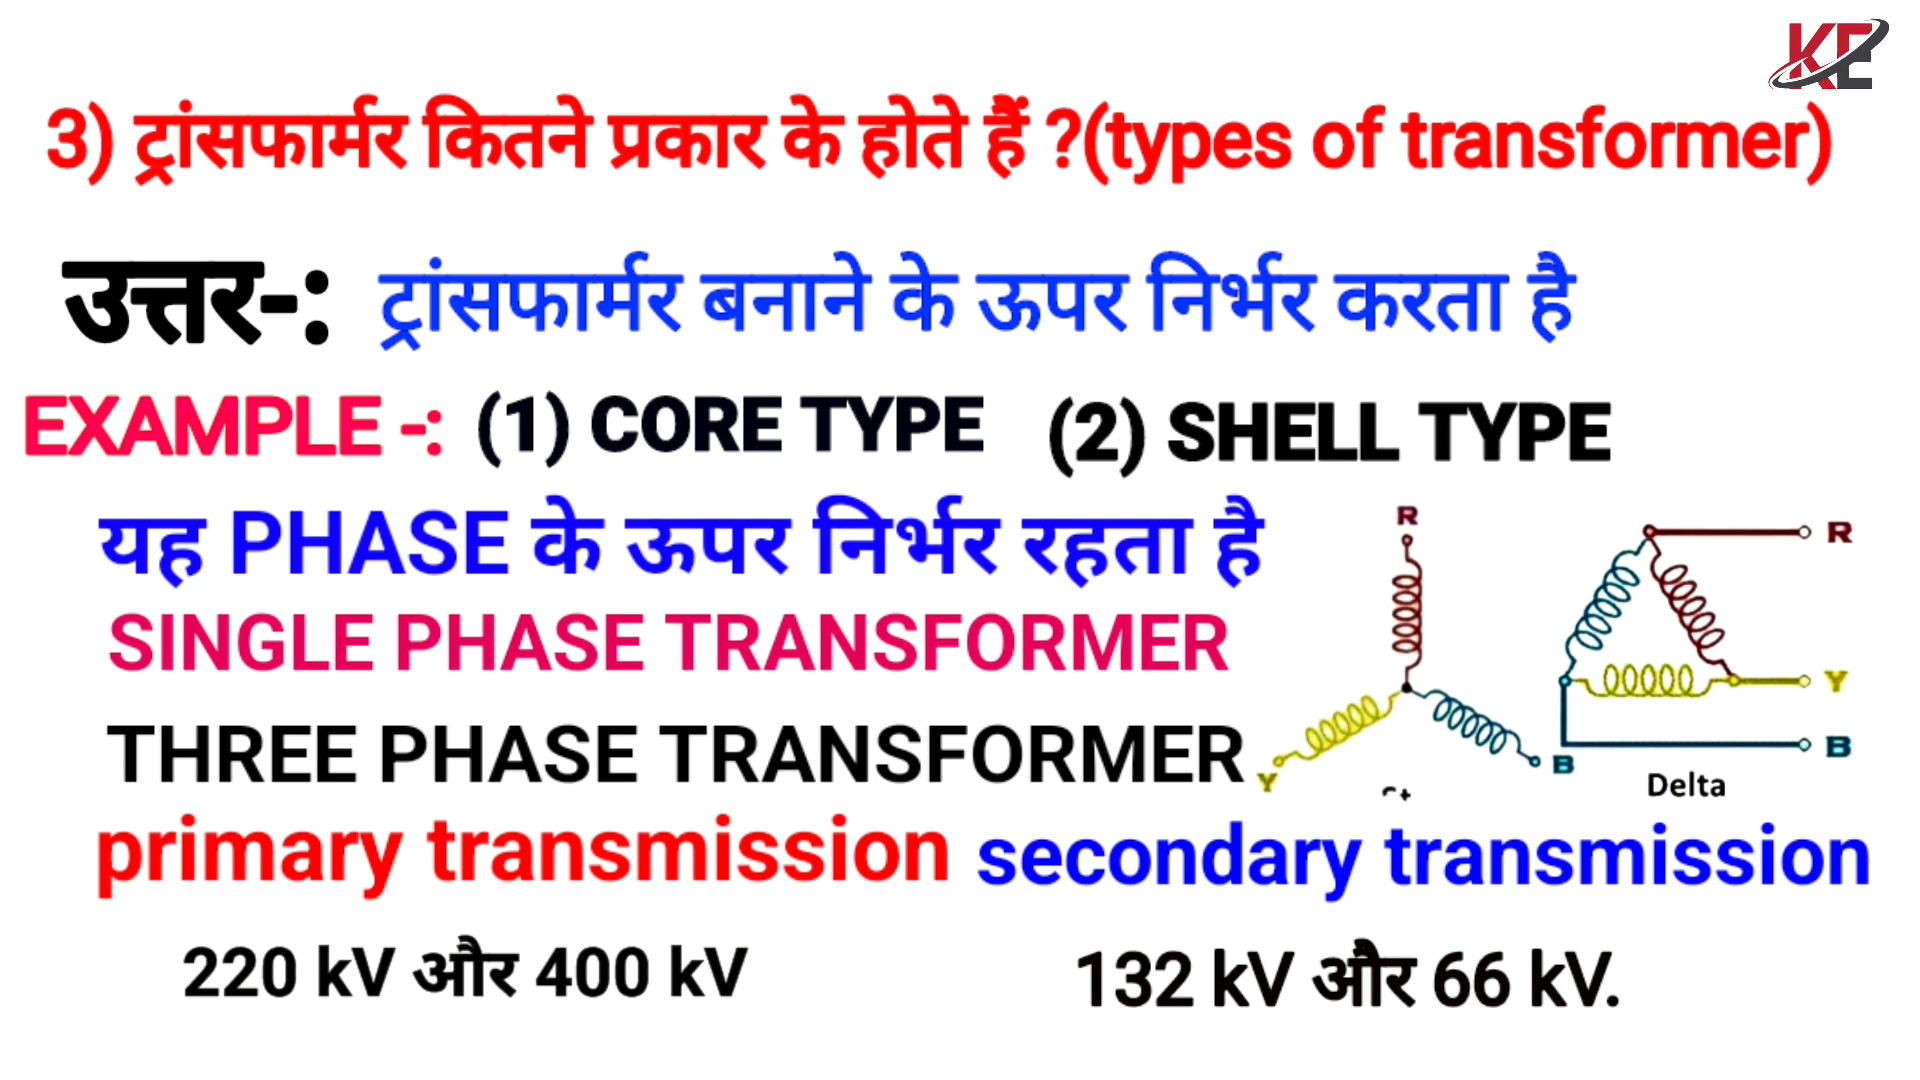 KE
3) ट्रांसफार्मर कितने प्रकार के होते हैं ?(types of transformer)
उत्तर-: ट्रांसफार्मर बनाने के ऊपर निर्भर करता है
EXAMPLE -: (1) CORE TYPE (2) SHELL TYPE
यह PHASE के ऊपर निर्भर रहता है
SINGLE PHASE TRANSFORMER
THREE PHASE TRANSFORMER
R
Y
B
R
Y
B
Delta
primary transmission secondary transmission
220 kV और 400 kV 132 kV और 66 kV.